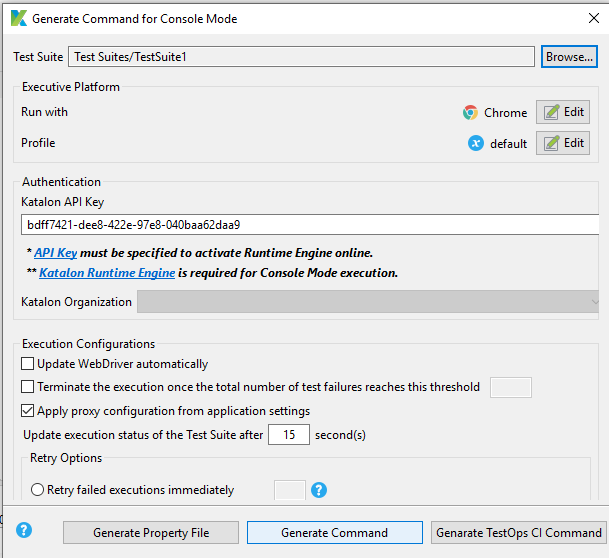 Generate Command for Console Mode
Test Suite Test Suites/TestSuite1 Browse...
Executive Platform
Run with Chrome Edit
Profile default Edit
Authentication
Katalon API Key
bdff7421-dee8-422e-97e8-040baa62daa9
* API Key must be specified to activate Runtime Engine online.
** Katalon Runtime Engine is required for Console Mode execution.
Katalon Organization
Execution Configurations
Update WebDriver automatically
Terminate the execution once the total number of test failures reaches this threshold
Apply proxy configuration from application settings
Update execution status of the Test Suite after 15 second(s)
Retry Options
Retry failed executions immediately ?
? Generate Property File Generate Command Genarate TestOps CI Command